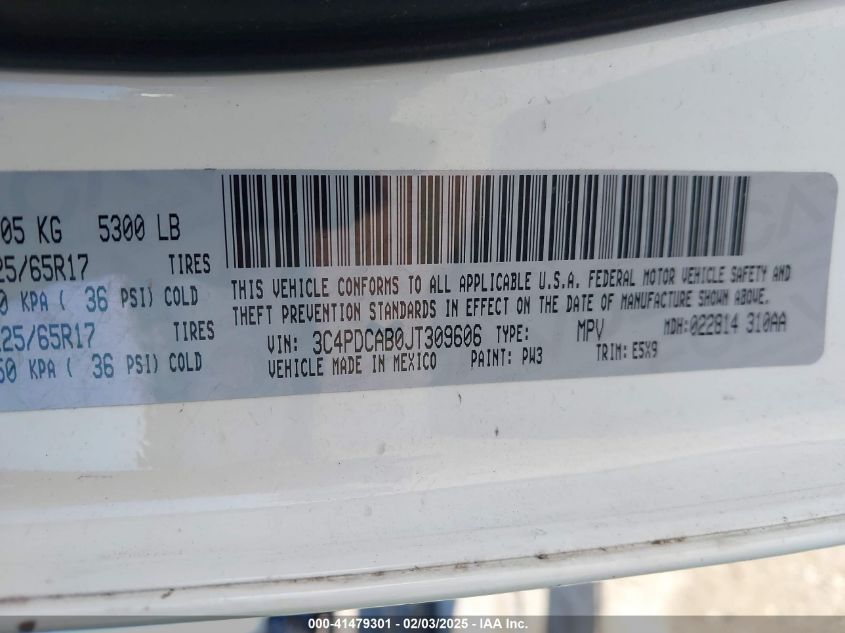 05 KG 5300 LB
25/65R17 TIRES
0 KPA ( 36 PSI) COLD
25/65R17 TIRES
50 KPA ( 36 PSI) COLD
THIS VEHICLE CONFORMS TO ALL APPLICABLE U.S.A. FEDERAL MOTOR VEHICLE SAFETY AND
THEFT PREVENTION STANDARDS IN EFFECT ON THE DATE OF MANUFACTURE SHOWN ABOVE.
VIN: 3C4PDCAB0JT309606 TYPE: MPV MDH:022814 310AA
VEHICLE MADE IN MEXICO PAINT: PW3 TRIM: E5X9
000-41479301 - 02/03/2025 - IAA Inc.